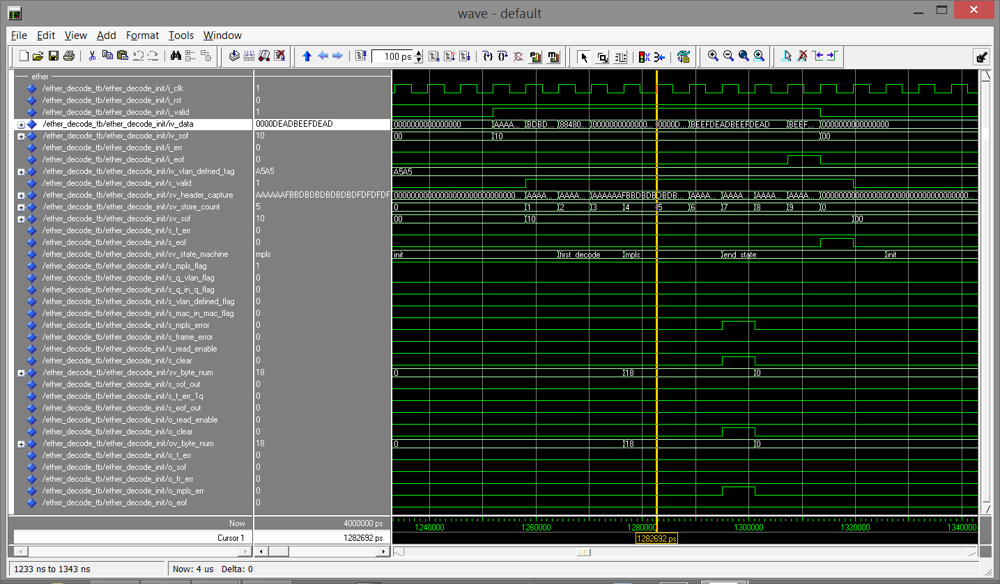 wave - default
File Edit View Add Format Tools Window
100 ps
ether
/ether_decode_tb/ether_decode_init/i_clk 1
/ether_decode_tb/ether_decode_init/i_rst 0
/ether_decode_tb/ether_decode_init/i_valid 1
/ether_decode_tb/ether_decode_init/iv_data 0000DEADBEEFDEAD 0000000000000000 AAAA... BDBD... 88480... 000000000000... 0000D... BEEFDEADBEEFDEAD BEEF... 0000000000000000
/ether_decode_tb/ether_decode_init/iv_sof 10 00 10 00
/ether_decode_tb/ether_decode_init/i_err 0
/ether_decode_tb/ether_decode_init/i_eof 0
/ether_decode_tb/ether_decode_init/iv_vlan_defned_tag A5A5 A5A5
/ether_decode_tb/ether_decode_init/s_valid 1
/ether_decode_tb/ether_decode_init/sv_header_capture AAAAAAFBBDBDBDBDBDBDFDFDFDF 00000000000000000000000000000... AAAA... AAAA... AAAAAAFBBDBDBDBDB... AAAA... AAAA... AAAA... AAAA... 00000000000000000000000000000000000...
/ether_decode_tb/ether_decode_init/sv_store_count 5 0 1 2 3 4 5 6 7 8 9 0
/ether_decode_tb/ether_decode_init/sv_sof 10 00 10 00
/ether_decode_tb/ether_decode_init/s_t_err 0
/ether_decode_tb/ether_decode_init/s_eof 0
/ether_decode_tb/ether_decode_init/sv_state_machine mpls init first_decode mpls end_state init
/ether_decode_tb/ether_decode_init/s_mpls_flag 1
/ether_decode_tb/ether_decode_init/s_q_vlan_flag 0
/ether_decode_tb/ether_decode_init/s_q_in_q_flag 0
/ether_decode_tb/ether_decode_init/s_vlan_defined_flag 0
/ether_decode_tb/ether_decode_init/s_mac_in_mac_flag 0
/ether_decode_tb/ether_decode_init/s_mpls_error 0
/ether_decode_tb/ether_decode_init/s_frame_error 0
/ether_decode_tb/ether_decode_init/s_read_enable 0
/ether_decode_tb/ether_decode_init/s_clear 0
/ether_decode_tb/ether_decode_init/sv_byte_num 18 0 18 0
/ether_decode_tb/ether_decode_init/s_sof_out 0
/ether_decode_tb/ether_decode_init/s_t_err_1q 0
/ether_decode_tb/ether_decode_init/s_eof_out 0
/ether_decode_tb/ether_decode_init/o_read_enable 0
/ether_decode_tb/ether_decode_init/o_clear 0
/ether_decode_tb/ether_decode_init/ov_byte_num 18 0 18 0
/ether_decode_tb/ether_decode_init/o_t_err 0
/ether_decode_tb/ether_decode_init/o_sof 0
/ether_decode_tb/ether_decode_init/o_fr_err 0
/ether_decode_tb/ether_decode_init/o_mpls_err 0
/ether_decode_tb/ether_decode_init/o_eof 0
Now 4000000 ps 1240000 1260000 1280000 1300000 1320000 1340000
Cursor 1 1282692 ps 1282692 ps
1233 ns to 1343 ns Now: 4 us Delta: 0